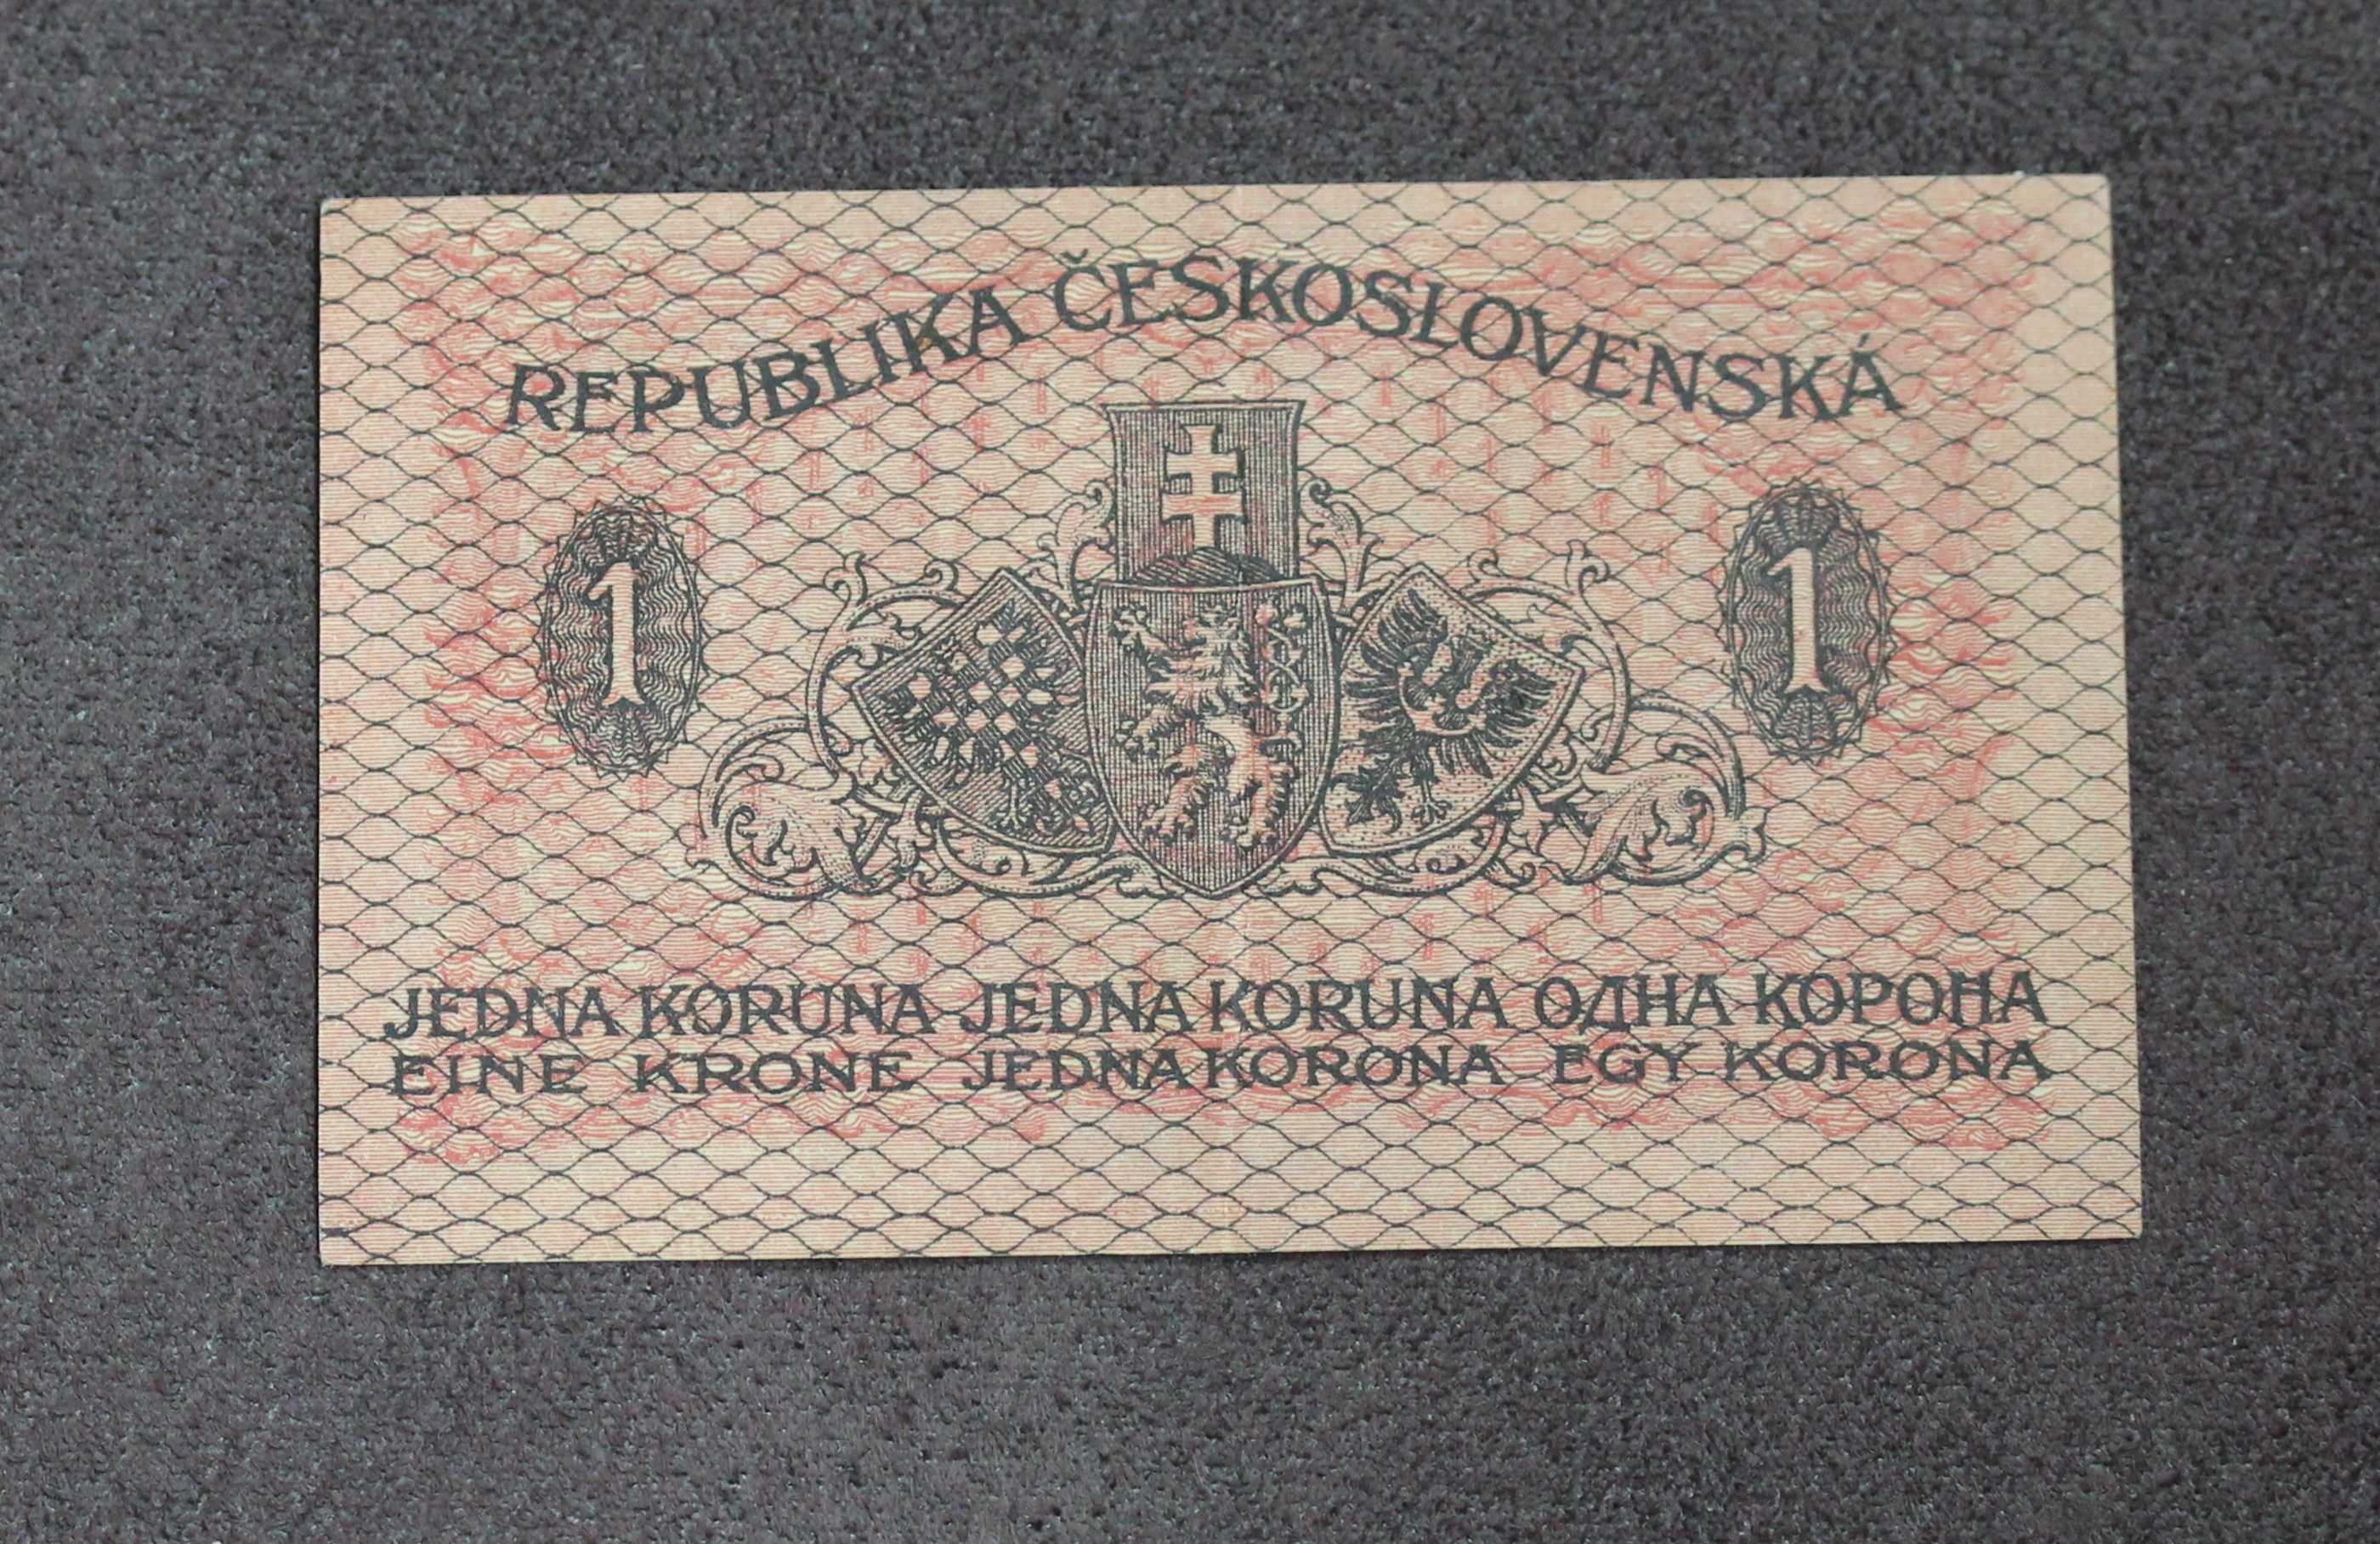 REPUBLIKA ČESKOSLOVENSKÁ
1 1
JEDNA KORUNA JEDNA KORUNA ОДНА КОРОНА
EINE KRONE JEDNA KORONA EGY KORONA